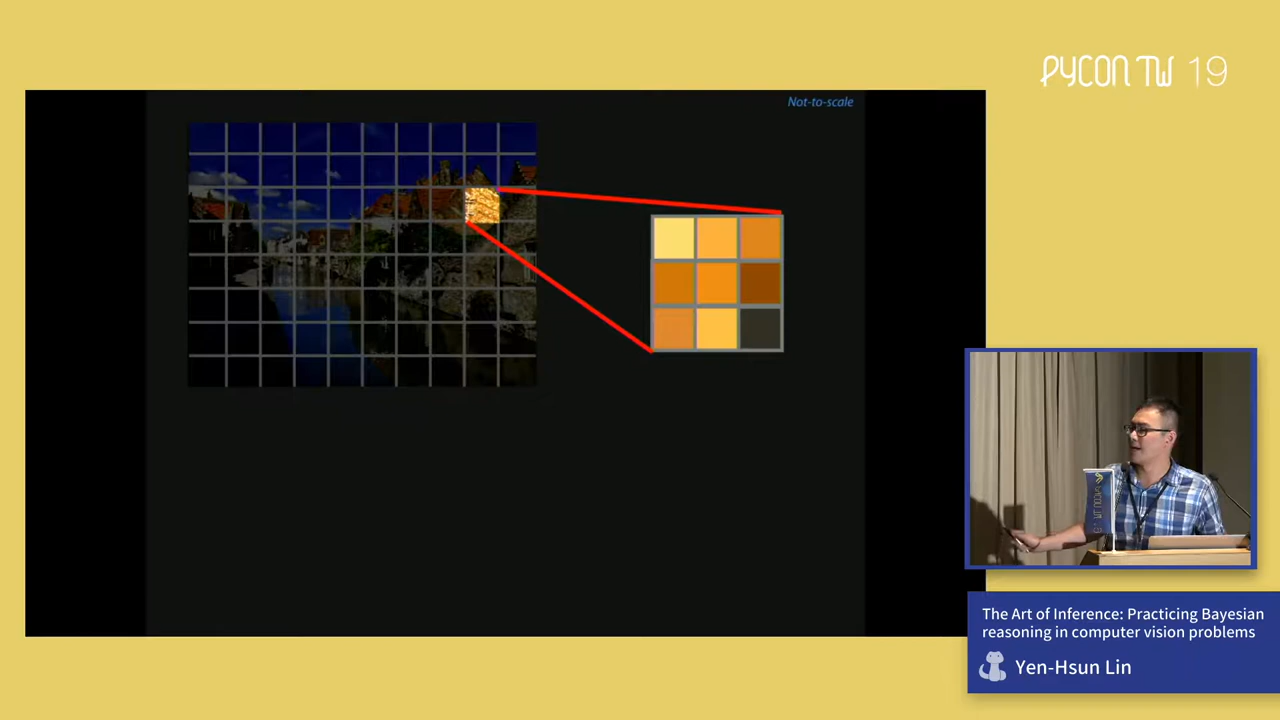 PYCON TW 19
Not-to-scale
The Art of Inference: Practicing Bayesian
reasoning in computer vision problems
Yen-Hsun Lin